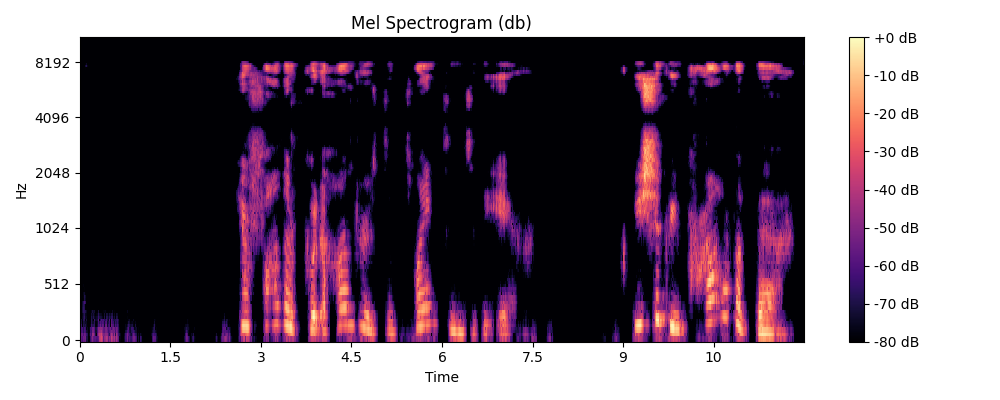 Mel Spectrogram (db)
Hz
8192
4096
2048
1024
512
0
0 1.5 3 4.5 6 7.5 9 10
Time
+0 dB
-10 dB
-20 dB
-30 dB
-40 dB
-50 dB
-60 dB
-70 dB
-80 dB